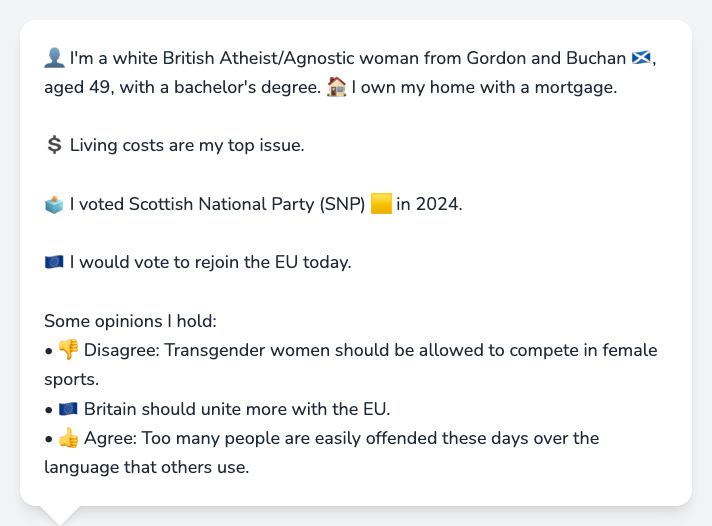 👤 I'm a white British Atheist/Agnostic woman from Gordon and Buchan 🏴󠁧󠁢󠁳󠁣󠁴󠁿,
aged 49, with a bachelor's degree. 🏠 I own my home with a mortgage.
💲 Living costs are my top issue.
🗳️ I voted Scottish National Party (SNP) 🟨 in 2024.
🇪🇺 I would vote to rejoin the EU today.
Some opinions I hold:
• 👎 Disagree: Transgender women should be allowed to compete in female
sports.
• 🇪🇺 Britain should unite more with the EU.
• 👍 Agree: Too many people are easily offended these days over the
language that others use.